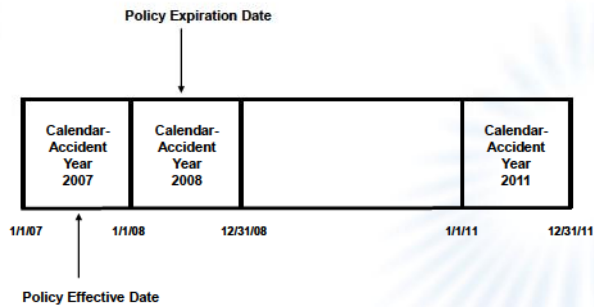 Policy Expiration Date
Calendar-
Accident
Year
2007
Calendar-
Accident
Year
2008
Calendar-
Accident
Year
2011
1/1/07
1/1/08
12/31/08
1/1/11
12/31/11
Policy Effective Date